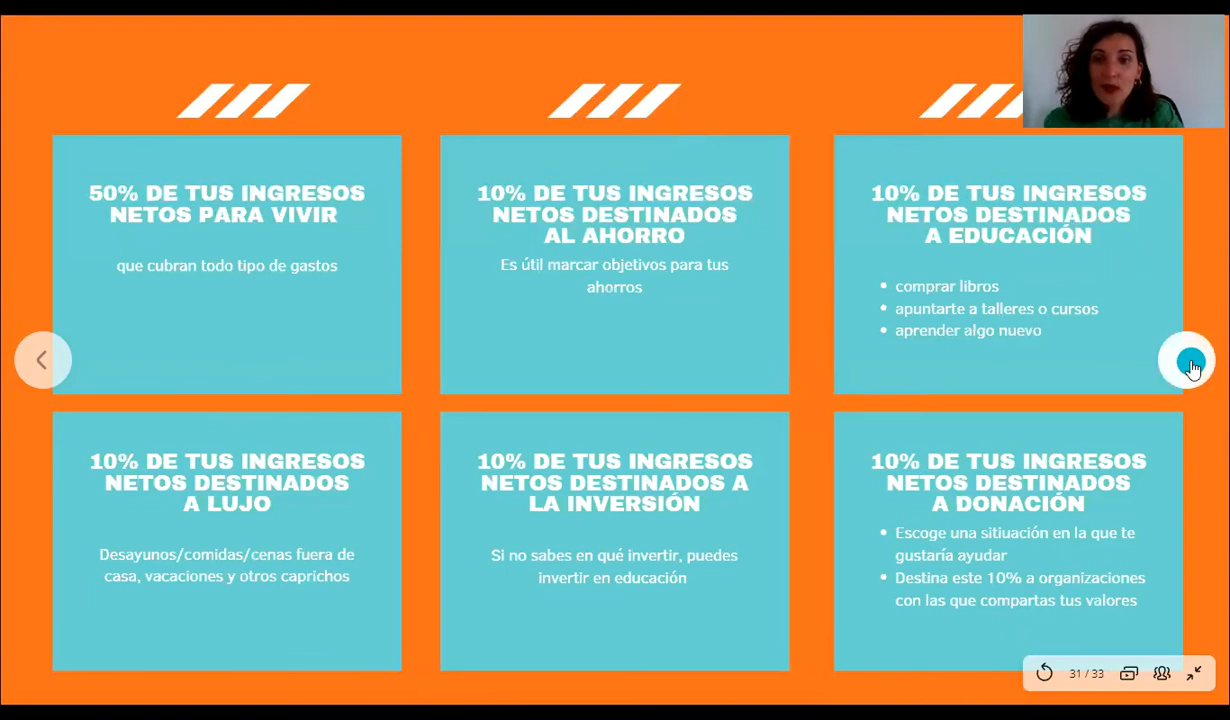 50% DE TUS INGRESOS
NETOS PARA VIVIR
que cubran todo tipo de gastos
10% DE TUS INGRESOS
NETOS DESTINADOS
AL AHORRO
Es útil marcar objetivos para tus
ahorros
10% DE TUS INGRESOS
NETOS DESTINADOS
A EDUCACIÓN
• comprar libros
• apuntarte a talleres o cursos
• aprender algo nuevo
10% DE TUS INGRESOS
NETOS DESTINADOS
A LUJO
Desayunos/comidas/cenas fuera de
casa, vacaciones y otros caprichos
10% DE TUS INGRESOS
NETOS DESTINADOS A
LA INVERSIÓN
Si no sabes en qué invertir, puedes
invertir en educación
10% DE TUS INGRESOS
NETOS DESTINADOS
A DONACIÓN
• Escoge una sitiuación en la que te
gustaría ayudar
• Destina este 10% a organizaciones
con las que compartas tus valores
31 / 33